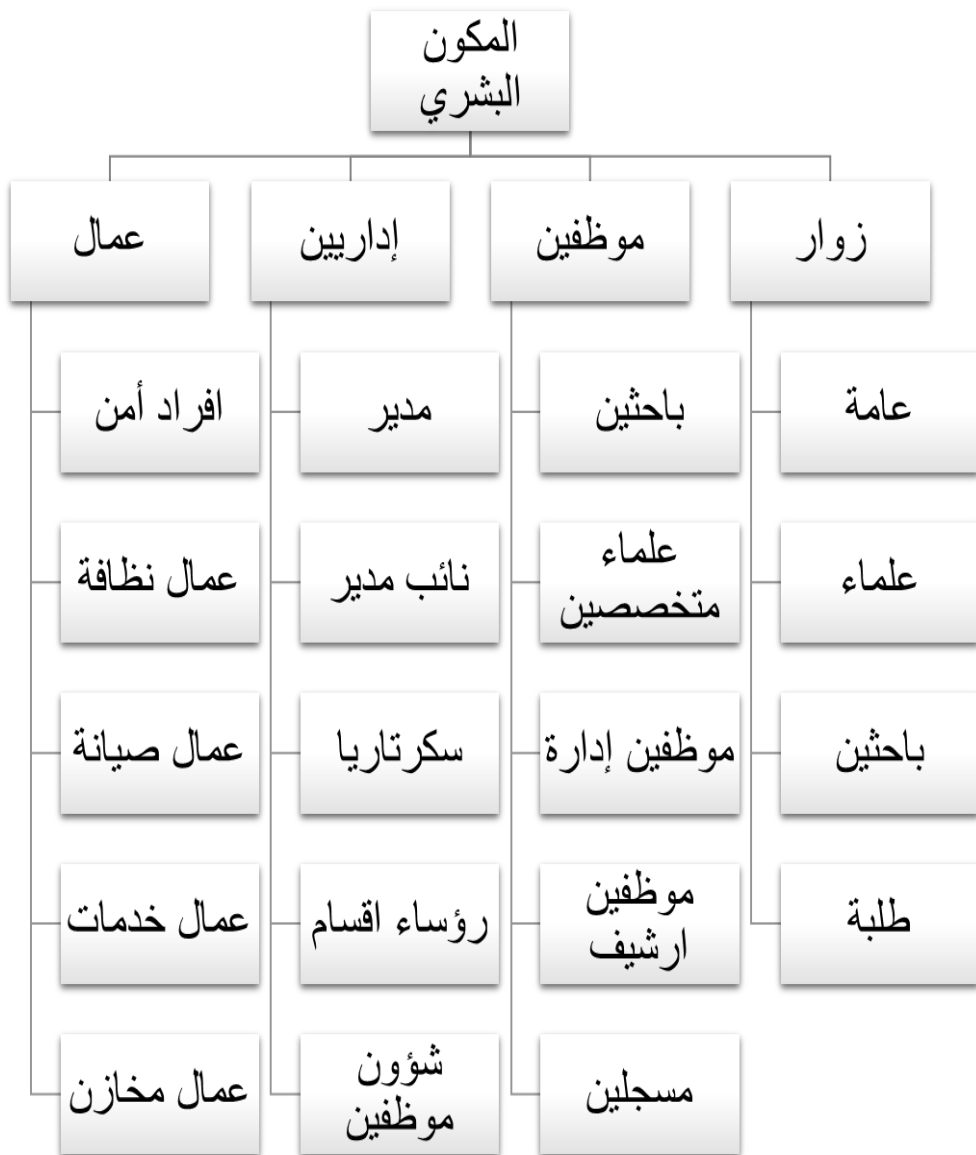 المكون
البشري
زوار
موظفين
إداريين
عمال
عامة
علماء
باحثين
طلبة
باحثين
علماء
متخصصين
موظفين إدارة
موظفين
ارشيف
مسجلين
مدير
نائب مدير
سكرتاريا
رؤساء اقسام
شؤون
موظفين
افراد أمن
عمال نظافة
عمال صيانة
عمال خدمات
عمال مخازن